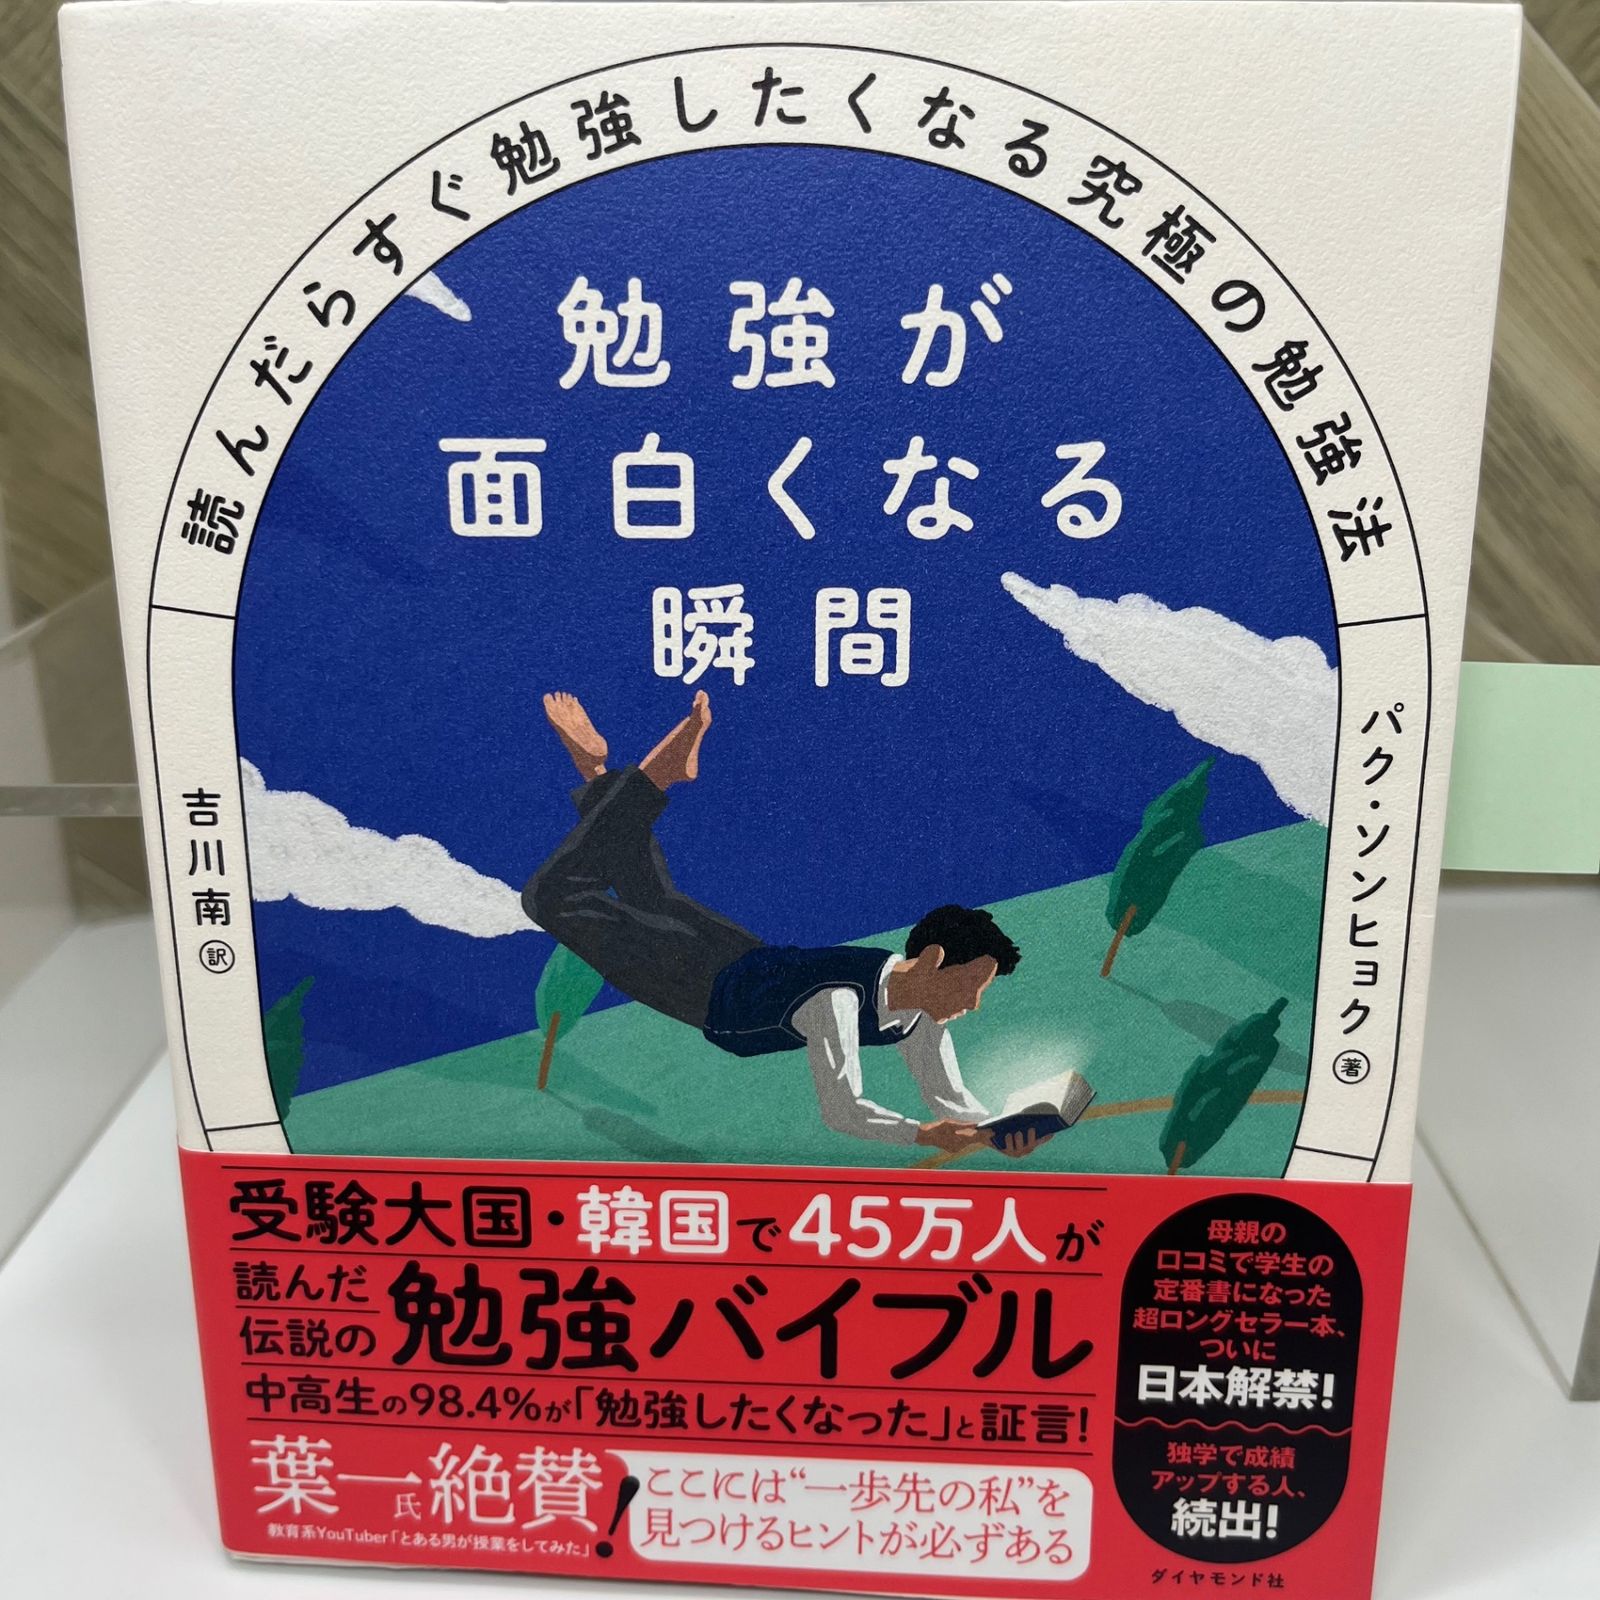 読んだらすぐ勉強したくなる究極の勉強法
勉強が
面白くなる
瞬間
パク・ソンヒョク 著
吉川南 訳
受験大国・韓国で45万人が
読んだ
伝説の
勉強バイブル
中高生の98.4%が「勉強したくなった」と証言!
葉一氏絶賛!
教育系YouTuber「とある男が授業をしてみた」
ここには“一歩先の私”を
見つけるヒントが必ずある
母親の
口コミで学生の
定番書になった
超ロングセラー本、
ついに
日本解禁!
独学で成績
アップする人、
続出!
ダイヤモンド社